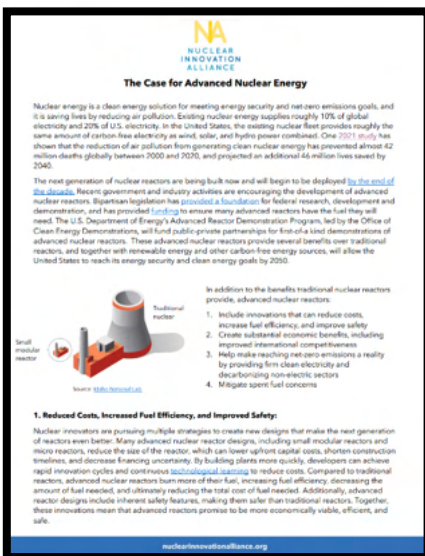 NIA
NUCLEAR
INNOVATION
ALLIANCE
The Case for Advanced Nuclear Energy
Nuclear energy is a clean energy solution for meeting energy security and net-zero emissions goals, and
it is saving lives by reducing air pollution. Existing nuclear energy supplies roughly 10% of global
electricity and 20% of U.S. electricity. In the United States, the existing nuclear fleet provides roughly the
same amount of carbon-free electricity as wind, solar, and hydro power combined. One 2021 study has
shown that the reduction of air pollution from generating clean nuclear energy has prevented almost 42
million deaths globally between 2000 and 2020, and projected an additional 46 million lives saved by
2040.
The next generation of nuclear reactors are being built now and will begin to be deployed by the end of
the decade. Recent government and industry activities are encouraging the development of advanced
nuclear reactors. Bipartisan legislation has provided a foundation for federal research, development and
demonstration, and has provided funding to ensure many advanced reactors have the fuel they will
need. The U.S. Department of Energy's Advanced Reactor Demonstration Program, led by the Office of
Clean Energy Demonstrations, will fund public-private partnerships for first-of-a kind demonstrations of
advanced nuclear reactors. These advanced nuclear reactors provide several benefits over traditional
reactors, and together with renewable energy and other carbon-free energy sources, will allow the
United States to reach its energy security and clean energy goals by 2050.
Traditional
nuclear
Small
modular
reactor
Source: Idaho National Lab
In addition to the benefits traditional nuclear reactors
provide, advanced nuclear reactors:
1. Include innovations that can reduce costs,
increase fuel efficiency, and improve safety
2. Create substantial economic benefits, including
improved international competitiveness
3. Help make reaching net-zero emissions a reality
by providing firm clean electricity and
decarbonizing non-electric sectors
4. Mitigate spent fuel concerns
1. Reduced Costs, Increased Fuel Efficiency, and Improved Safety:
Nuclear innovators are pursuing multiple strategies to create new designs that make the next generation
of reactors even better. Many advanced nuclear reactor designs, including small modular reactors and
micro reactors, reduce the size of the reactor, which can lower upfront capital costs, shorten construction
timelines, and decrease financing uncertainty. By building plants more quickly, developers can achieve
rapid innovation cycles and continuous technological learning to reduce costs. Compared to traditional
reactors, advanced nuclear reactors burn more of their fuel, increasing fuel efficiency, decreasing the
amount of fuel needed, and ultimately reducing the total cost of fuel needed. Additionally, advanced
reactor designs include inherent safety features, making them safer than traditional reactors. Together,
these innovations mean that advanced reactors promise to be more economically viable, efficient, and
safe.
nuclearinnovationalliance.org